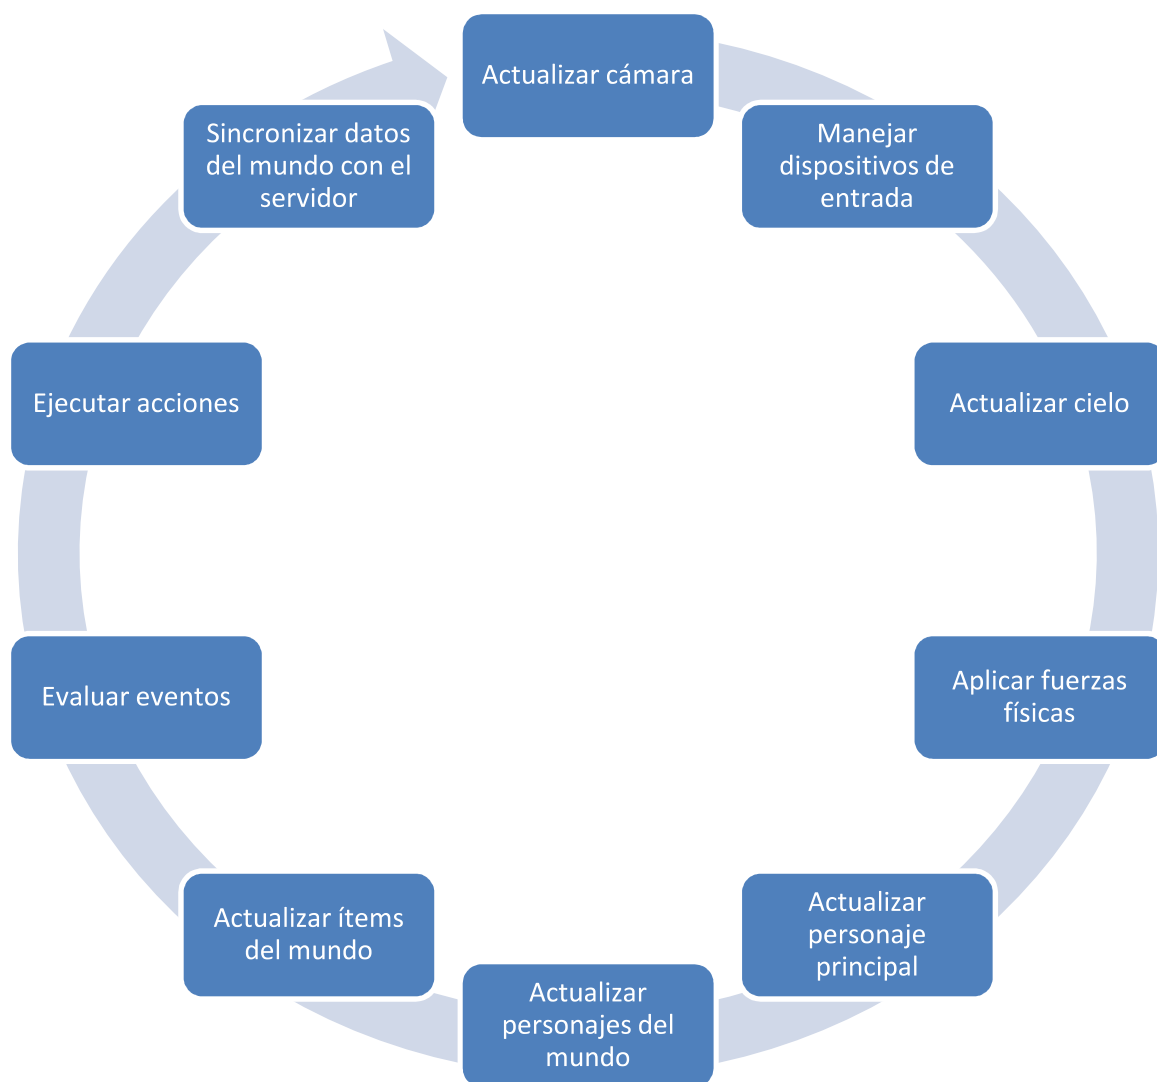 Actualizar cámara
Manejar
dispositivos de
entrada
Actualizar cielo
Aplicar fuerzas
físicas
Actualizar
personaje
principal
Actualizar
personajes del
mundo
Actualizar ítems
del mundo
Evaluar eventos
Ejecutar acciones
Sincronizar datos
del mundo con el
servidor